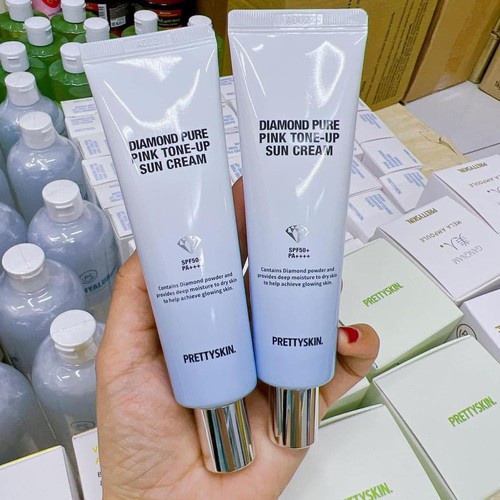 DIAMOND PURE
PINK TONE-UP
SUN CREAM
SPF50+
PA++++
Contains Diamond powder and
provides deep moisture to dry skin
to help achieve glowing skin.
PRETTYSKIN.
DIAMOND PURE
PINK TONE-UP
SUN CREAM
SPF50+
PA++++
Contains Diamond powder and
provides deep moisture to dry skin
to help achieve glowing skin.
PRETTYSKIN.
PRETTYSKIN
MELA AMPOULE
PRETTYSKIN
PRETTYSKIN